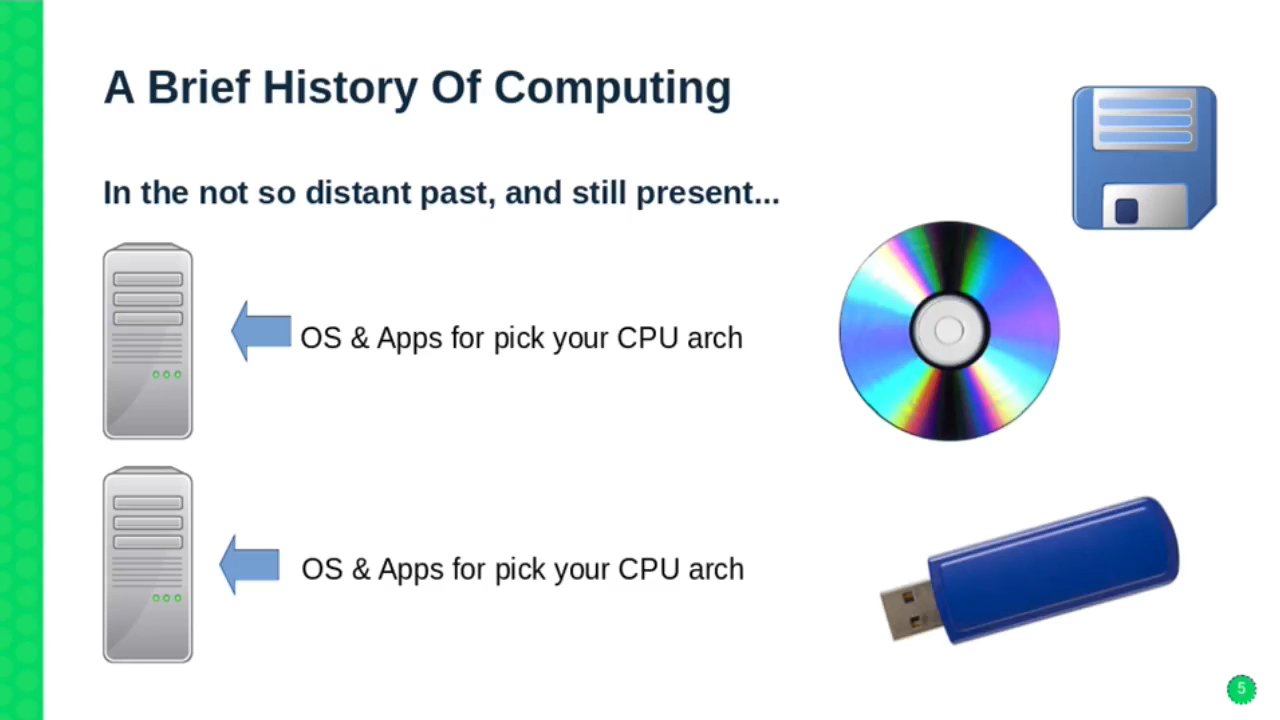 A Brief History Of Computing
In the not so distant past, and still present...
OS & Apps for pick your CPU arch
OS & Apps for pick your CPU arch
5